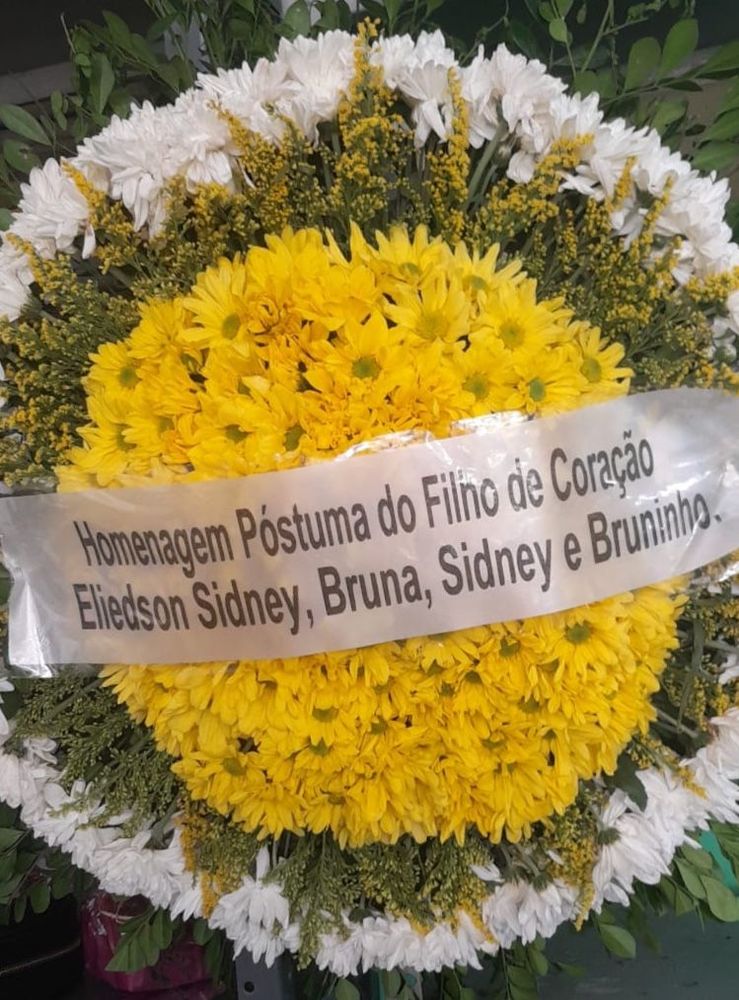 Homenagem Póstuma do Filho de Coração
Eliedson Sidney, Bruna, Sidney e Bruninho.